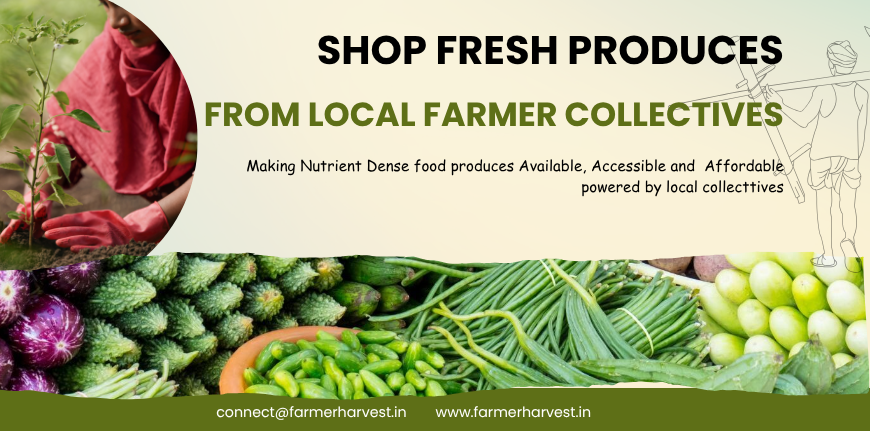 SHOP FRESH PRODUCES
FROM LOCAL FARMER COLLECTIVES
Making Nutrient Dense food produces Available, Accessible and  Affordable
powered by local collecttives
connect@farmerharvest.in www.farmerharvest.in